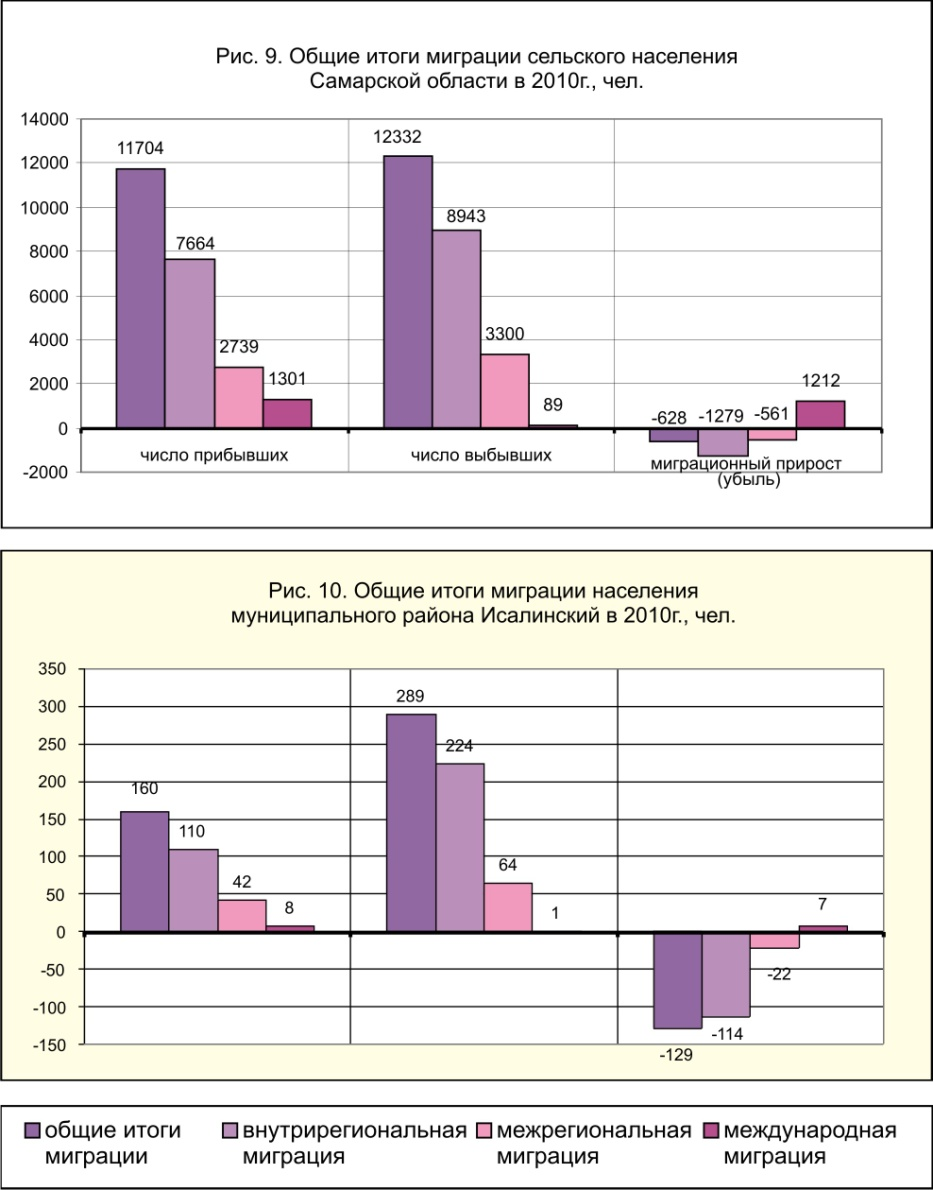 Рис. 9. Общие итоги миграции сельского населения
Самарской области в 2010г., чел.
14000
12000
10000
8000
6000
4000
2000
0
-2000
11704
7664
2739
1301
12332
8943
3300
89
-628
-1279
-561
1212
число прибывших
число выбывших
миграционный прирост
(убыль)
Рис. 10. Общие итоги миграции населения
муниципального района Исалинский в 2010г., чел.
350
300
250
200
150
100
50
0
-50
-100
-150
160
110
42
8
289
224
64
1
-129
-114
-22
7
общие итоги
миграции
внутрирегиональная
миграция
межрегиональная
миграция
международная
миграция